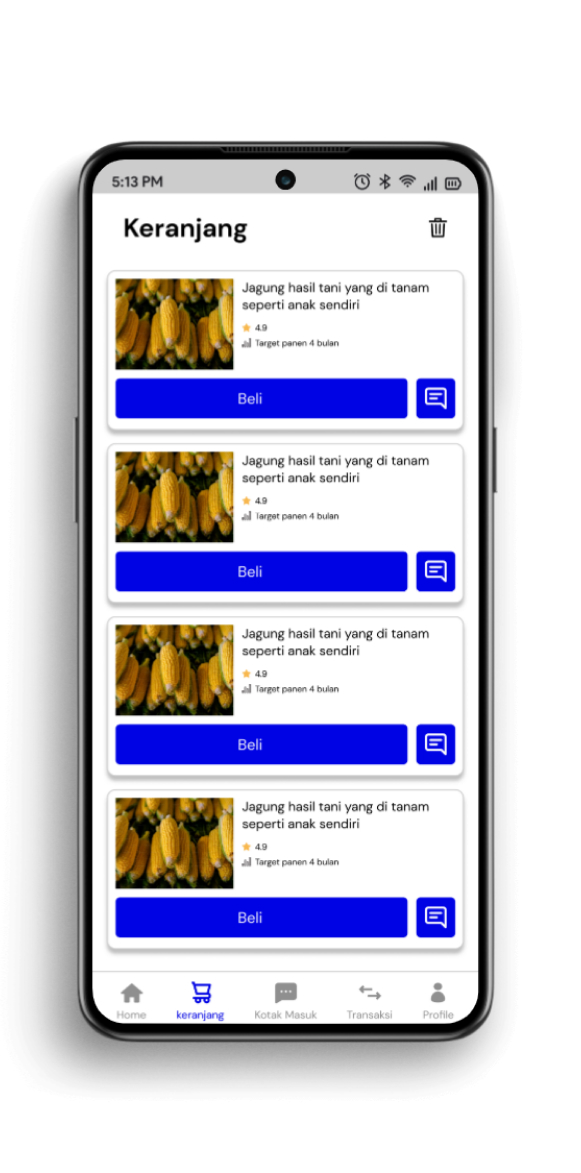 5:13 PM
Keranjang
Jagung hasil tani yang di tanam
seperti anak sendiri
4.9
Target panen 4 bulan
Beli
Jagung hasil tani yang di tanam
seperti anak sendiri
4.9
Target panen 4 bulan
Beli
Jagung hasil tani yang di tanam
seperti anak sendiri
4.9
Target panen 4 bulan
Beli
Jagung hasil tani yang di tanam
seperti anak sendiri
4.9
Target panen 4 bulan
Beli
Home keranjang Kotak Masuk Transaksi Profile